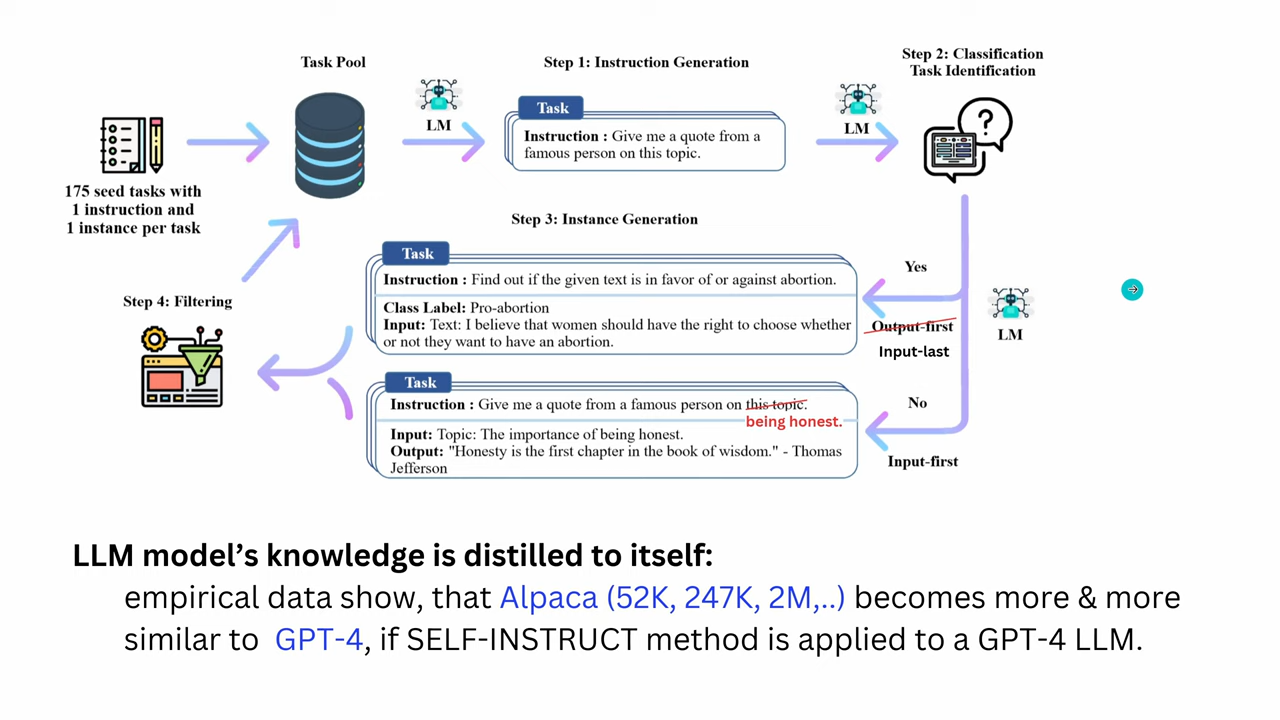 Task Pool
Step 1: Instruction Generation
Step 2: Classification
Task Identification
LM
Task
Instruction : Give me a quote from a
famous person on this topic.
LM
?
175 seed tasks with
1 instruction and
1 instance per task
Step 3: Instance Generation
Task
Instruction : Find out if the given text is in favor of or against abortion.
Class Label: Pro-abortion
Input: Text: I believe that women should have the right to choose whether
or not they want to have an abortion.
Yes
Output-first
Input-last
LM
Step 4: Filtering
Task
Instruction : Give me a quote from a famous person on this topic.
being honest.
Input: Topic: The importance of being honest.
Output: "Honesty is the first chapter in the book of wisdom." - Thomas
Jefferson
No
Input-first
LLM model’s knowledge is distilled to itself:
empirical data show, that Alpaca (52K, 247K, 2M,..) becomes more & more
similar to GPT-4, if SELF-INSTRUCT method is applied to a GPT-4 LLM.